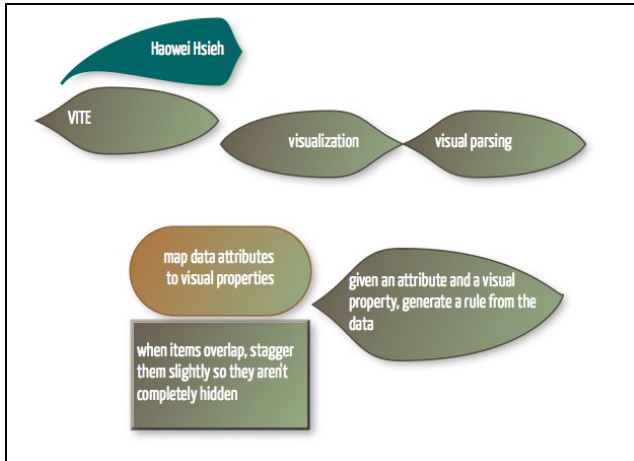 Haowei Hsieh
VITE
visualization
visual parsing
map data attributes
to visual properties
given an attribute and a visual
property, generate a rule from the
data
when items overlap, stagger
them slightly so they aren't
completely hidden